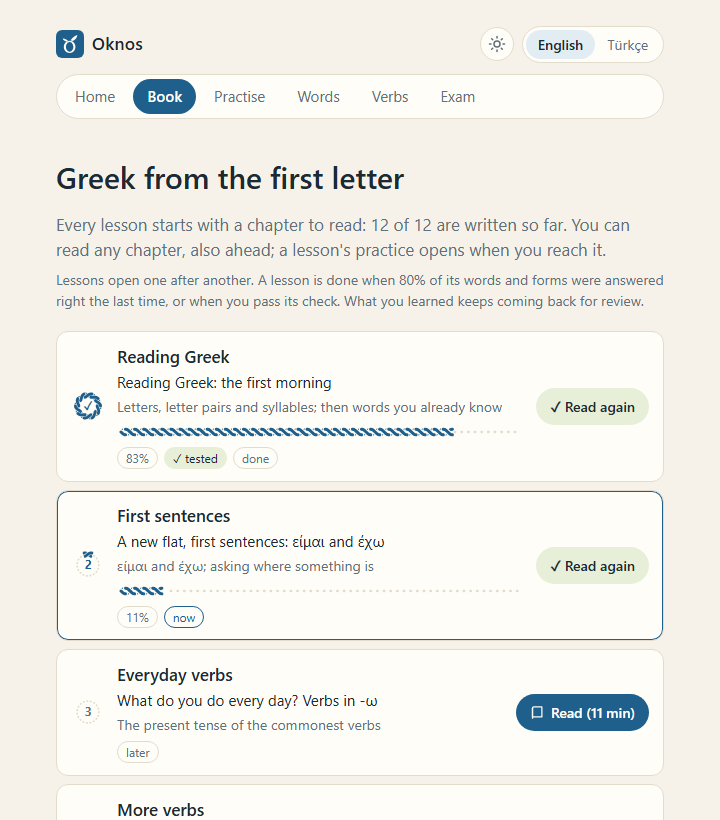 Oknos
English
Türkçe
Home
Book
Practise
Words
Verbs
Exam
Greek from the first letter
Every lesson starts with a chapter to read: 12 of 12 are written so far. You can
read any chapter, also ahead; a lesson's practice opens when you reach it.
Lessons open one after another. A lesson is done when 80% of its words and forms were answered
right the last time, or when you pass its check. What you learned keeps coming back for review.
Reading Greek
Reading Greek: the first morning
Letters, letter pairs and syllables; then words you already know
83%
✓ tested
done
✓ Read again
2
First sentences
A new flat, first sentences: είμαι and έχω
είμαι and έχω; asking where something is
11%
now
✓ Read again
3
Everyday verbs
What do you do every day? Verbs in -ω
The present tense of the commonest verbs
later
Read (11 min)
More verbs